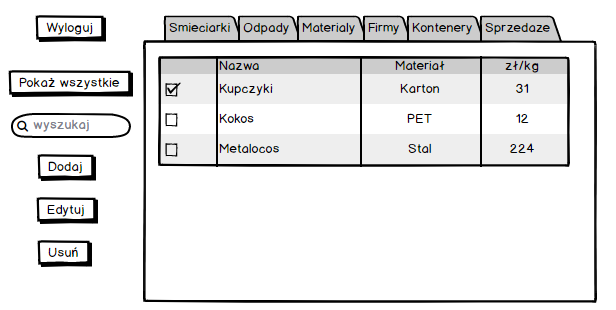 Wyloguj
Smieciarki Odpady Materialy Firmy Kontenery Sprzedaze
Pokaż wszystkie
wyszukaj
Dodaj
Edytuj
Usuń
Nazwa Materiał zł/kg
Kupczyki Karton 31
Kokos PET 12
Metalocos Stal 224